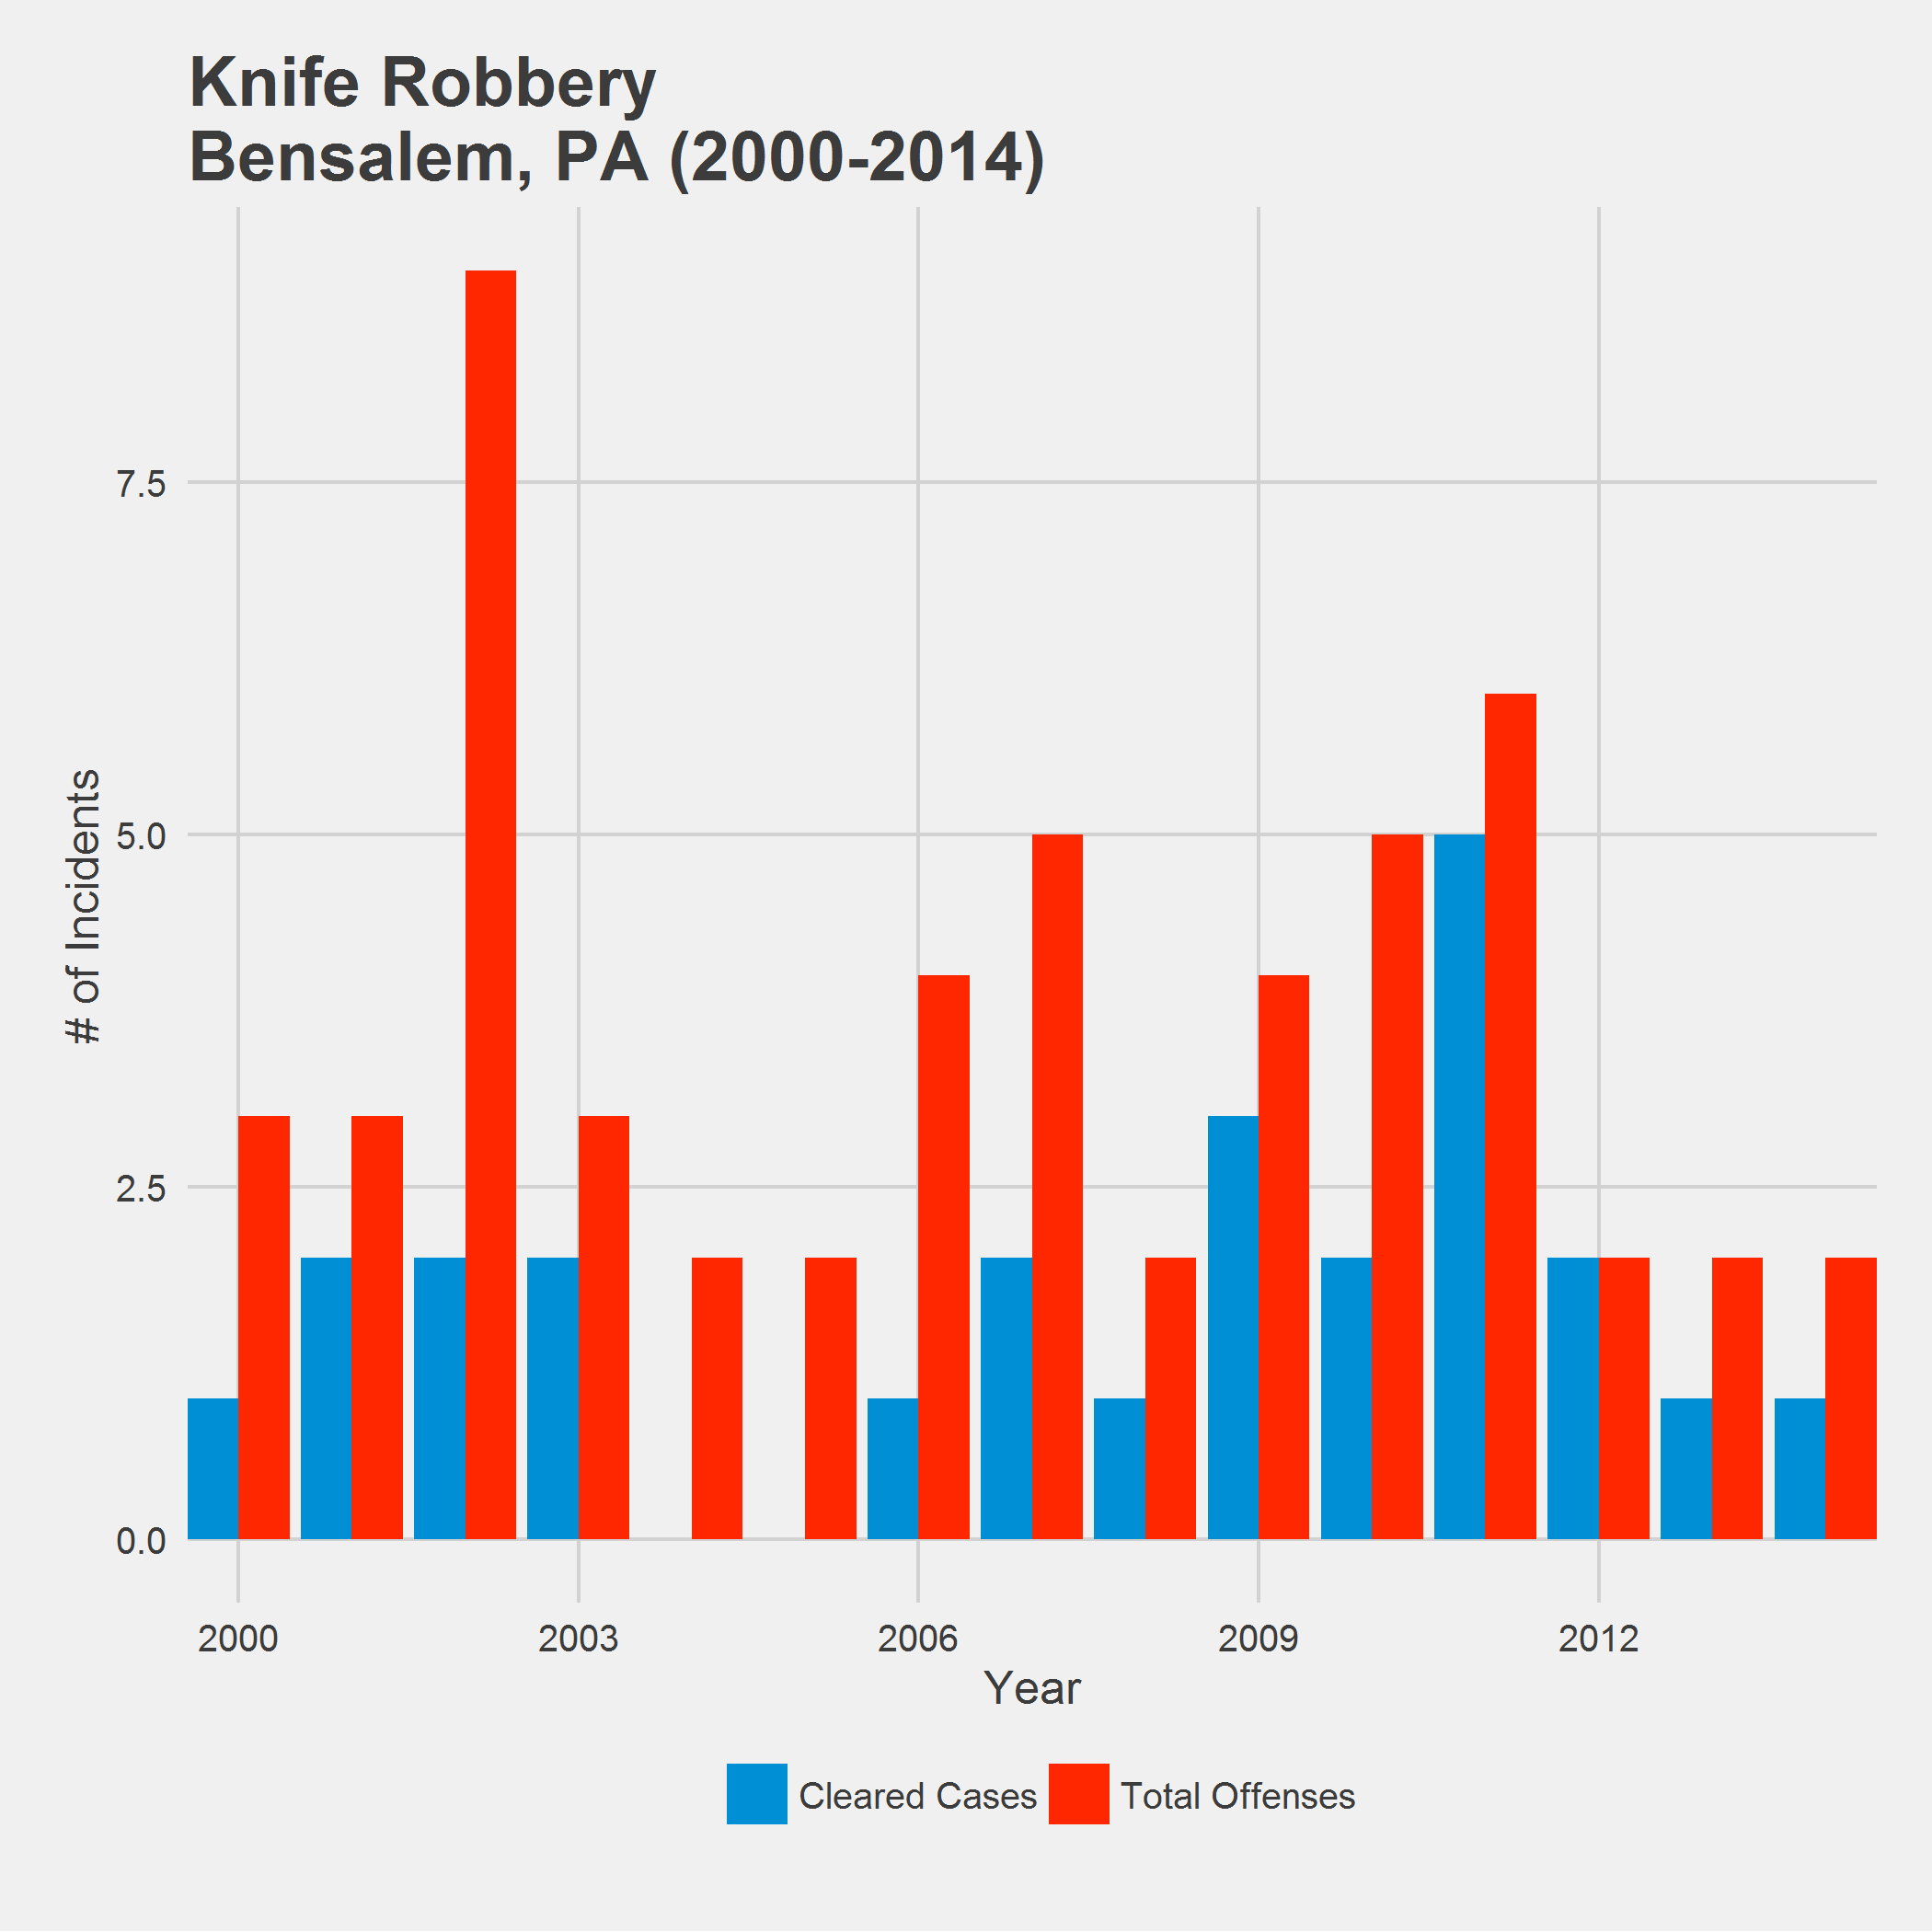 Knife Robbery
Bensalem, PA (2000-2014)
7.5
5.0
2.5
0.0
# of Incidents
2000 2003 2006 2009 2012
Year
Cleared Cases Total Offenses